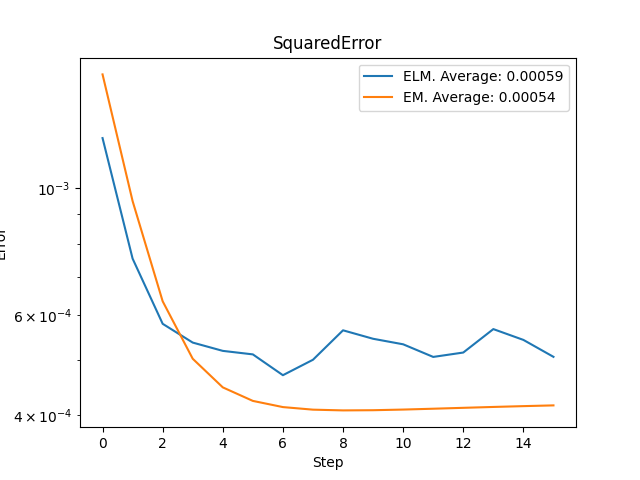 SquaredError
ELM. Average: 0.00059
EM. Average: 0.00054
Error
10⁻³
6 × 10⁻⁴
4 × 10⁻⁴
0 2 4 6 8 10 12 14
Step